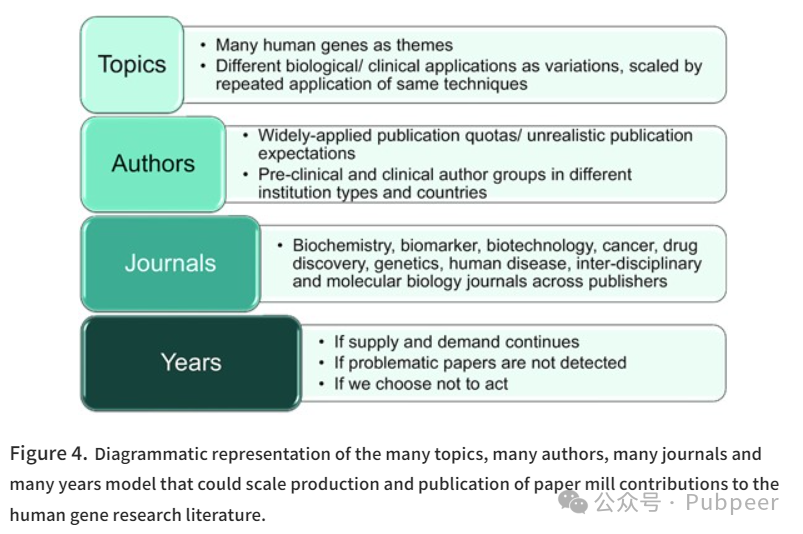 Topics
• Many human genes as themes
• Different biological/ clinical applications as variations, scaled by
repeated application of same techniques
Authors
• Widely-applied publication quotas/ unrealistic publication
expectations
• Pre-clinical and clinical author groups in different
institution types and countries
Journals
• Biochemistry, biomarker, biotechnology, cancer, drug
discovery, genetics, human disease, inter-disciplinary
and molecular biology journals across publishers
Years
• If supply and demand continues
• If problematic papers are not detected
• If we choose not to act
Figure 4. Diagrammatic representation of the many topics, many authors, many journals and
many years model that could scale production and publication of paper mill contributions to the
human gene research literature.
公众号 · Pubpeer